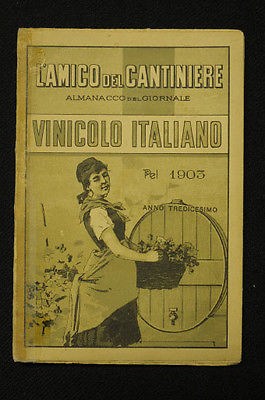 L'AMICO DEL CANTINIERE
ALMANACCO DEL GIORNALE
VINICOLO ITALIANO
Pel 1903
ANNO TREDICESIMO